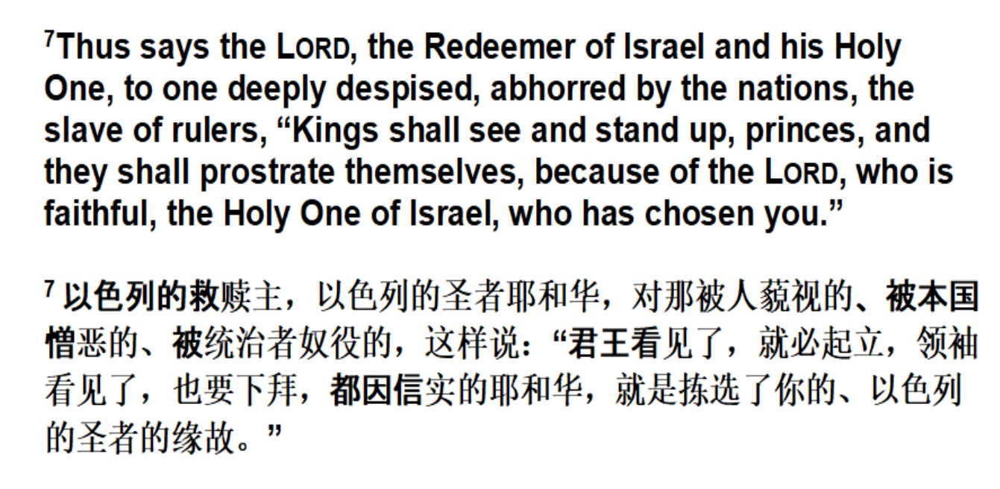 ⁷Thus says the LORD, the Redeemer of Israel and his Holy
One, to one deeply despised, abhorred by the nations, the
slave of rulers, “Kings shall see and stand up, princes, and
they shall prostrate themselves, because of the LORD, who is
faithful, the Holy One of Israel, who has chosen you.”
⁷ 以色列的救赎主，以色列的圣者耶和华，对那被人藐视的、被本国
憎恶的、被统治者奴役的，这样说：“君王看见了，就必起立，领袖
看见了，也要下拜，都因信实的耶和华，就是拣选了你的、以色列
的圣者的缘故。”